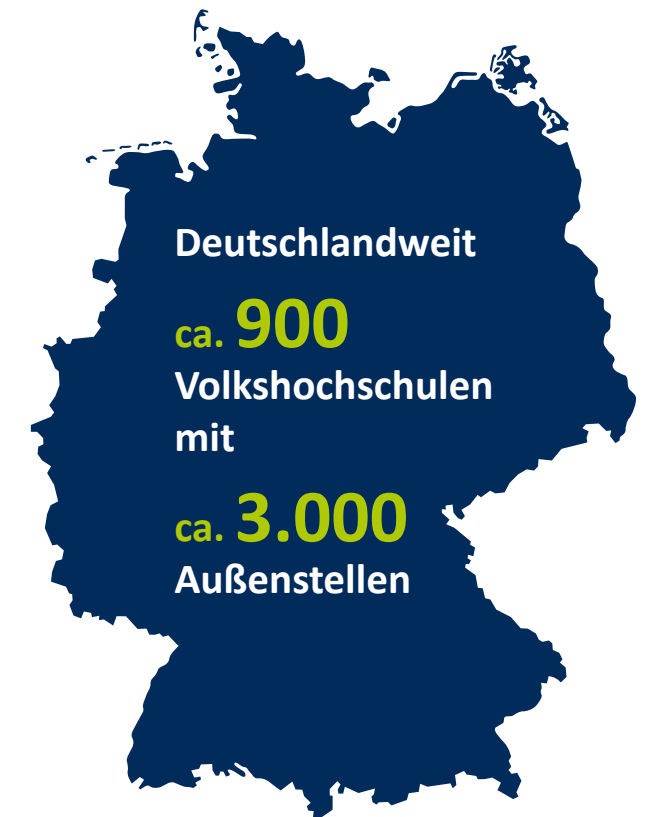 Deutschlandweit
ca. 900
Volkshochschulen
mit
ca. 3.000
Außenstellen